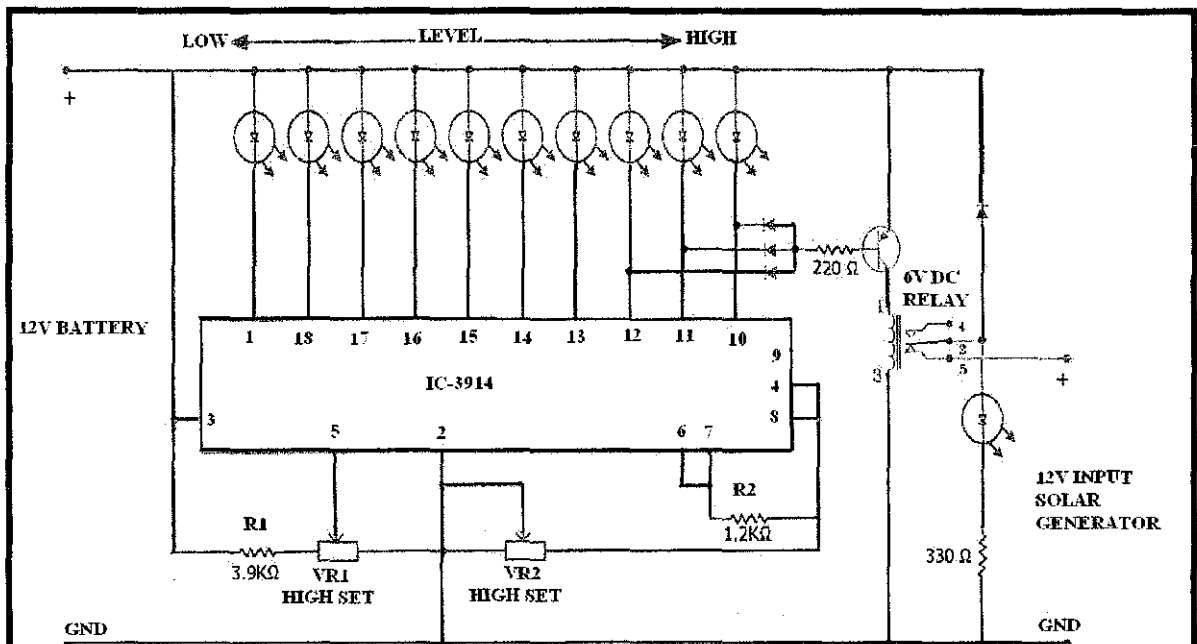 LOW LEVEL HIGH
+
220 Ω
6V DC
RELAY
12V BATTERY
1
18
17
16
15
14
13
12
11
10
9
4
8
IC-3914
3
5
2
6
7
1
3
4
2
5
+
R1
3.9KΩ
VR1
HIGH SET
VR2
HIGH SET
R2
1.2KΩ
12V INPUT
SOLAR
GENERATOR
330 Ω
GND
GND